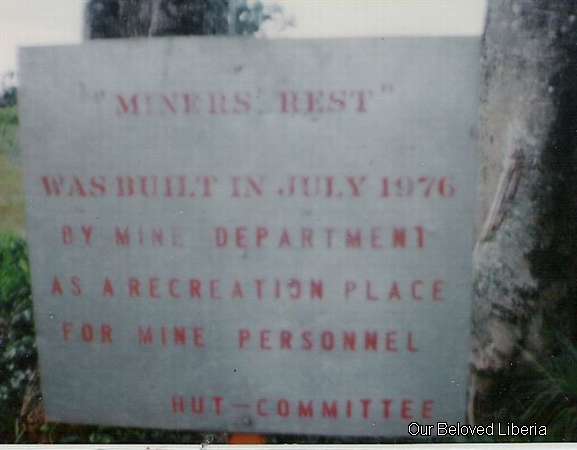 "MINERS' REST"
WAS BUILT IN JULY 1976
BY MINE DEPARTMENT
AS A RECREATION PLACE
FOR MINE PERSONNEL
HUT-COMMITTEE
Our Beloved Liberia